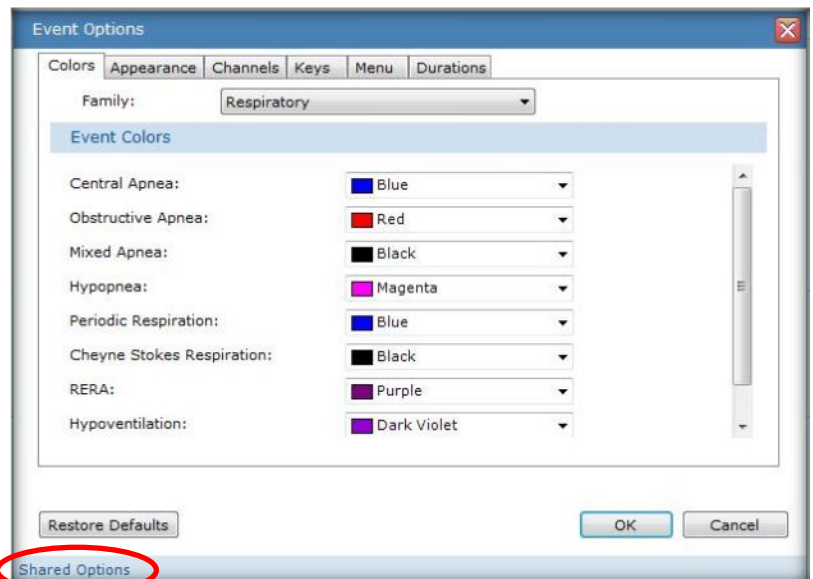 Event Options
Colors Appearance Channels Keys Menu Durations
Family: Respiratory
Event Colors
Central Apnea: Blue
Obstructive Apnea: Red
Mixed Apnea: Black
Hypopnea: Magenta
Periodic Respiration: Blue
Cheyne Stokes Respiration: Black
RERA: Purple
Hypoventilation: Dark Violet
Restore Defaults OK Cancel
Shared Options